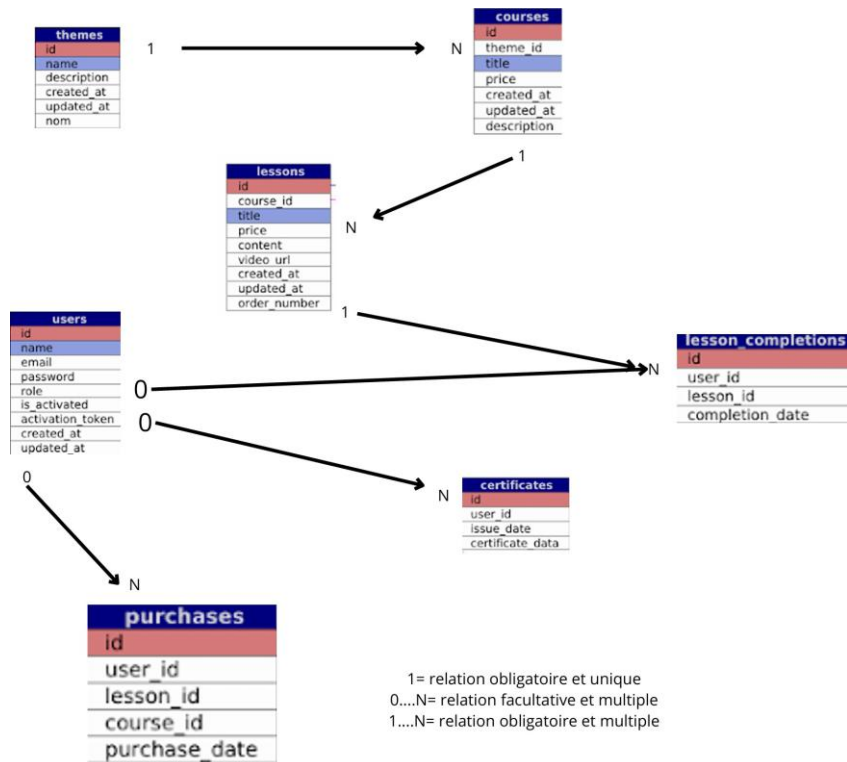 themes
id
name
description
created_at
updated_at
nom
1
N
courses
id
theme_id
title
price
created_at
updated_at
description
1
lessons
id
course_id
title
price
content
video_url
created_at
updated_at
order_number
N
1
users
id
name
email
password
role
is_activated
activation_token
created_at
updated_at
0
0
0
N
lesson_completions
id
user_id
lesson_id
completion_date
N
certificates
id
user_id
issue_date
certificate_data
N
purchases
id
user_id
lesson_id
course_id
purchase_date
1= relation obligatoire et unique
0....N= relation facultative et multiple
1....N= relation obligatoire et multiple